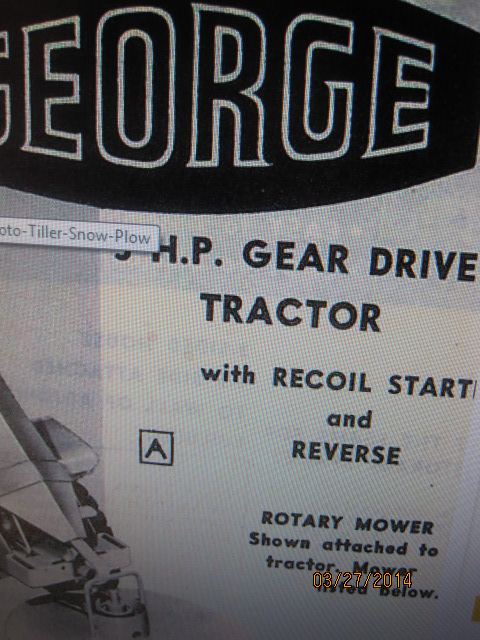 GEORGE
oto-Tiller-Snow-Plow
H.P. GEAR DRIVE
TRACTOR
with RECOIL START
and
A
REVERSE
ROTARY MOWER
Shown attached to
tractor. Mower
03/27/2014
listed below.